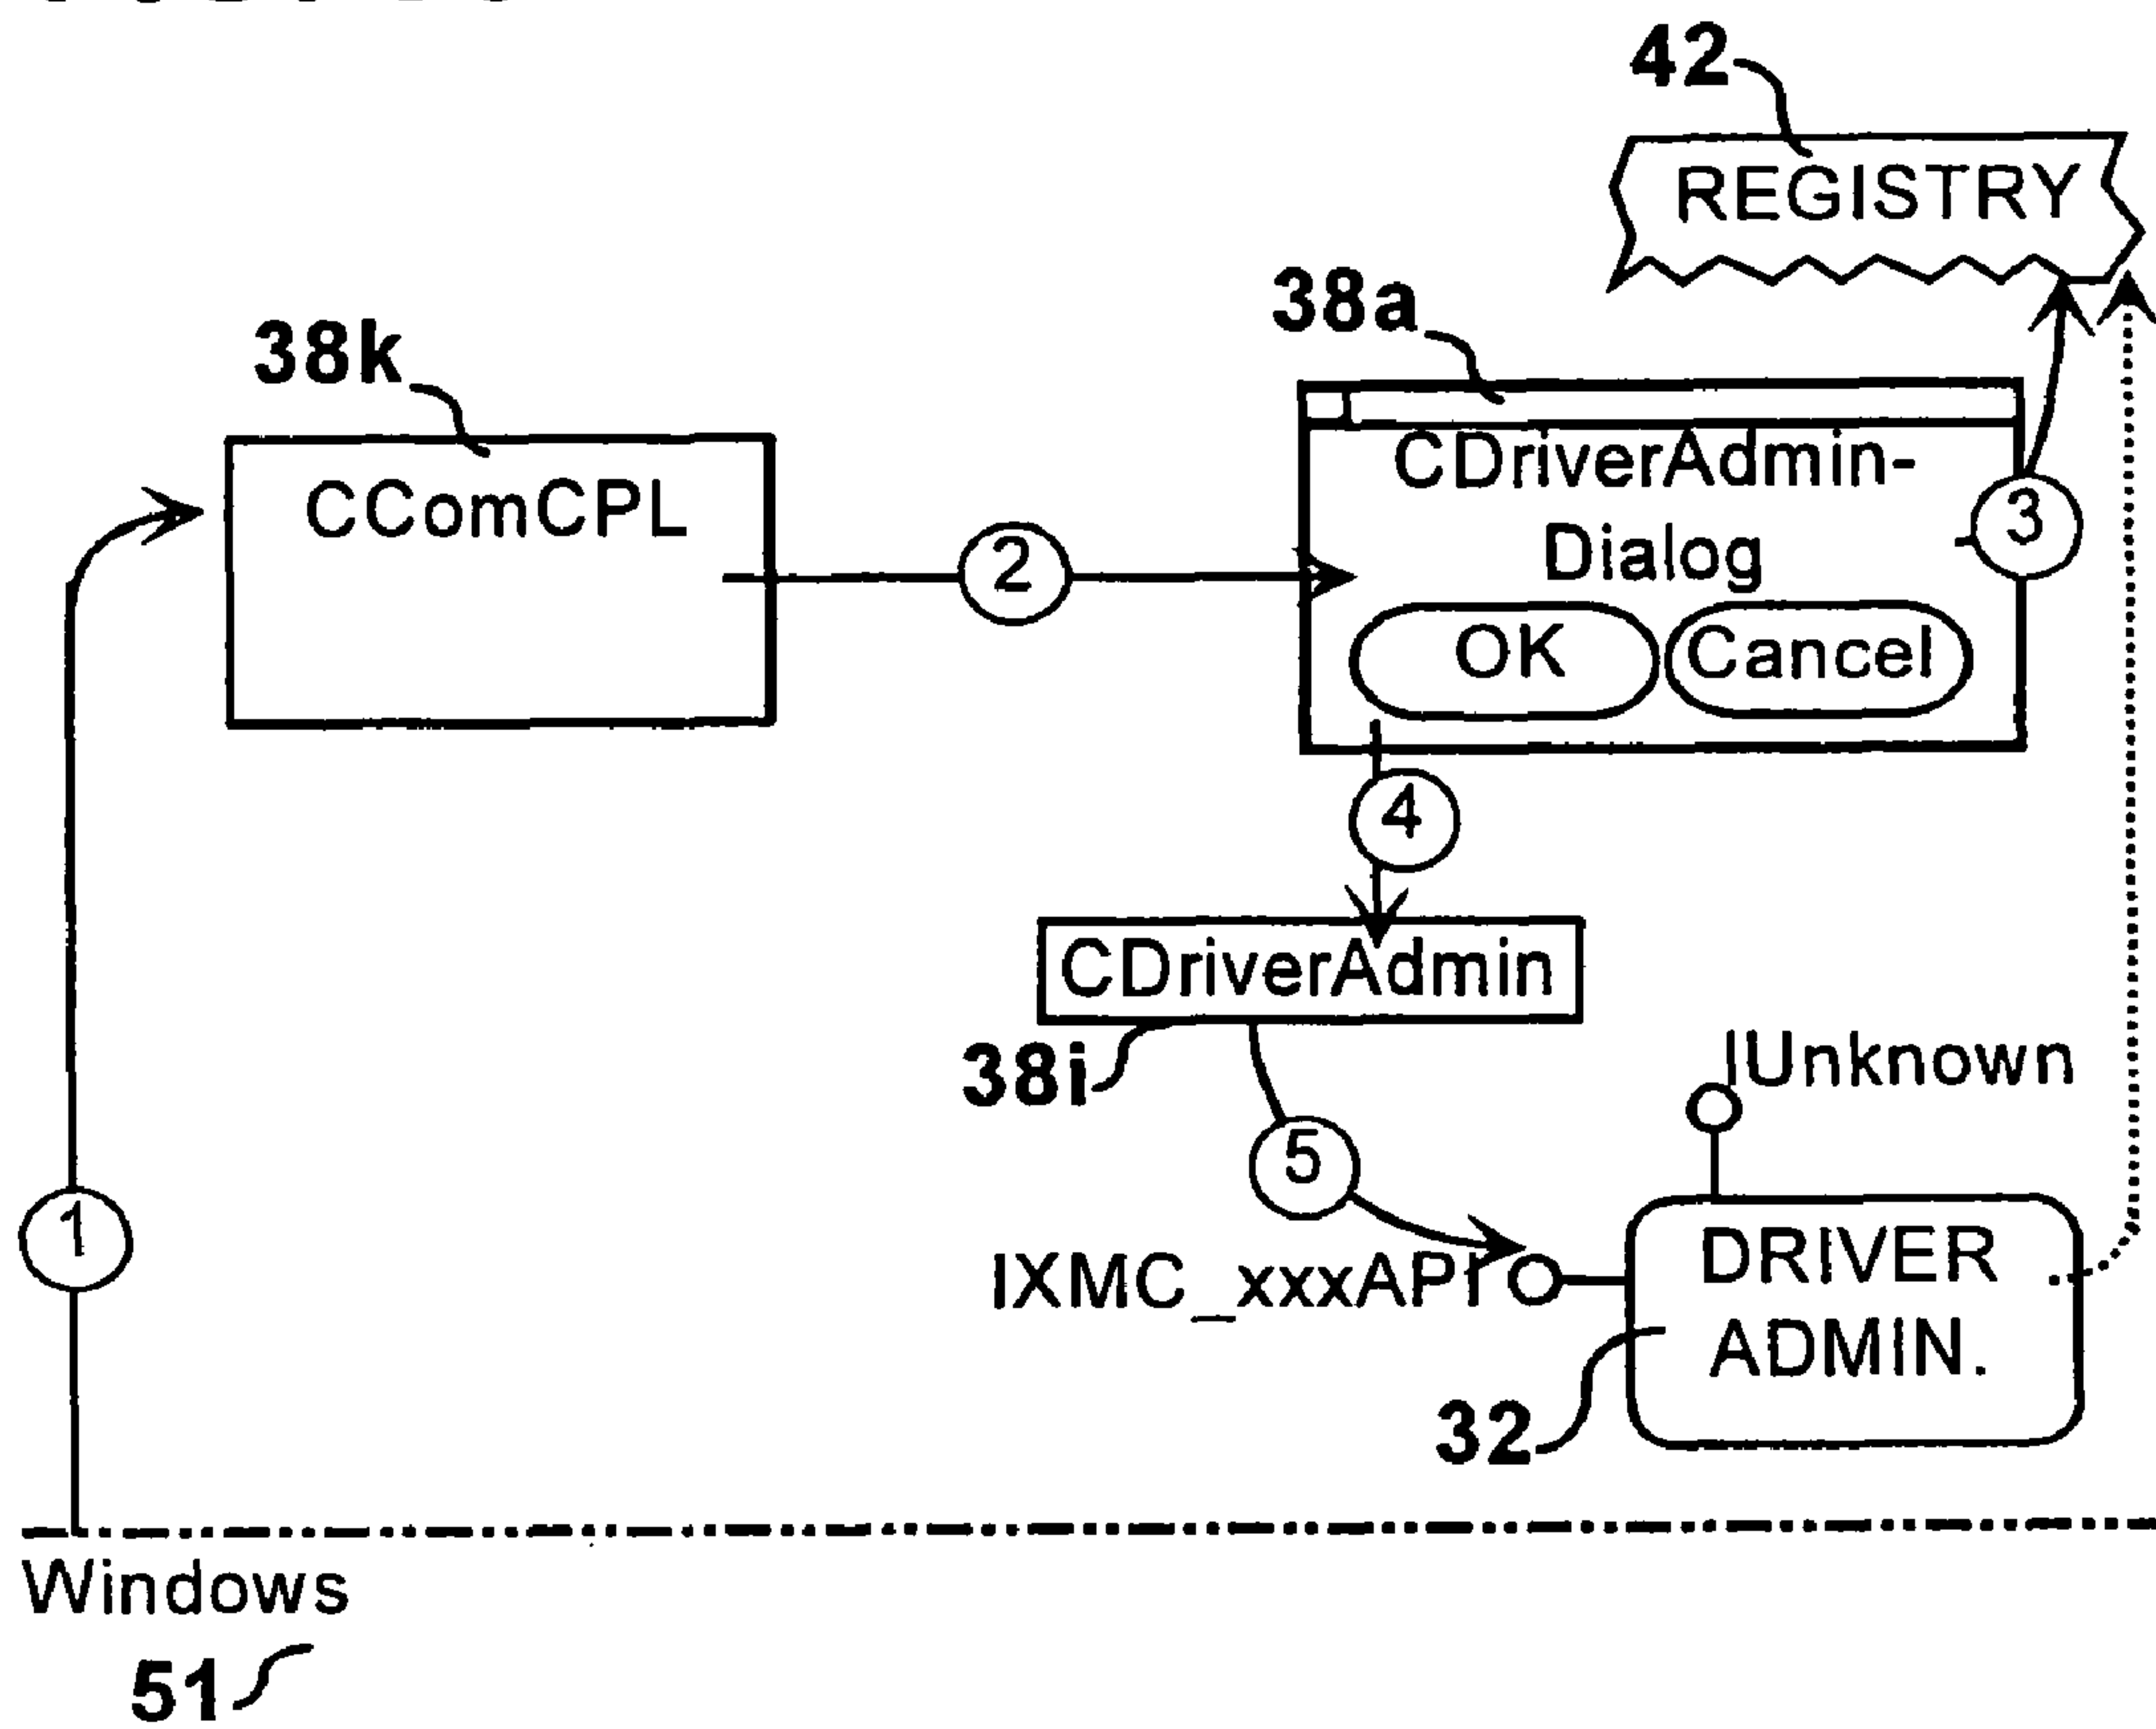 42
REGISTRY
38a
38k
CDriverAdmin-
Dialog
3
CComCPL
2
OK
Cancel
4
CDriverAdmin
38i
IUnknown
5
1
IXMC_xxxAPI
DRIVER
ADMIN.
32
Windows
51